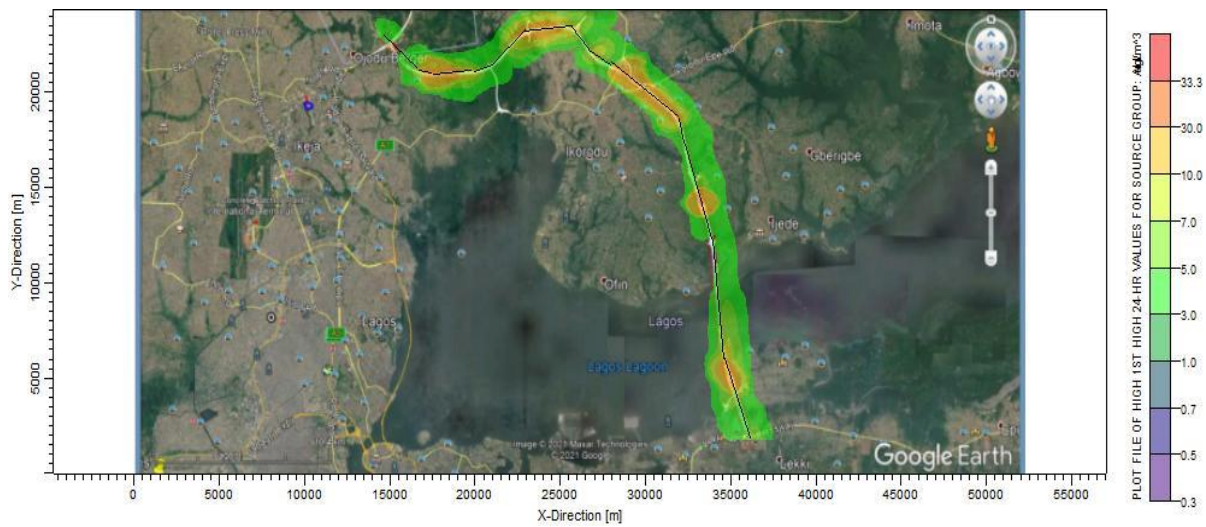 Imota
Ojodu Berger
Ikeja
Ikorodu
Gberigbe
Ijede
Ofin
Lagos
Lagos
Lagos Lagoon
Image © 2021 Maxar Technologies
© 2021 Google
Google Earth
Lekki
Y-Direction [m]
20000
15000
10000
5000
0
0 5000 10000 15000 20000 25000 30000 35000 40000 45000 50000 55000
X-Direction [m]
PLOT FILE OF HIGH 1ST HIGH 24-HR VALUES FOR SOURCE GROUP:
33.3
30.0
10.0
7.0
5.0
3.0
1.0
0.7
0.5
0.3